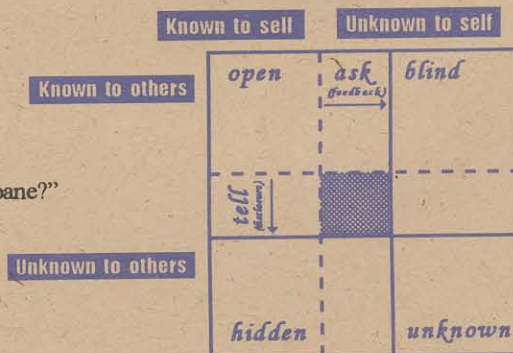 Known to self Unknown to self
Known to others
open ask blind
(feedback)
pane?”
tell
(disclosure)
Unknown to others
hidden unknown